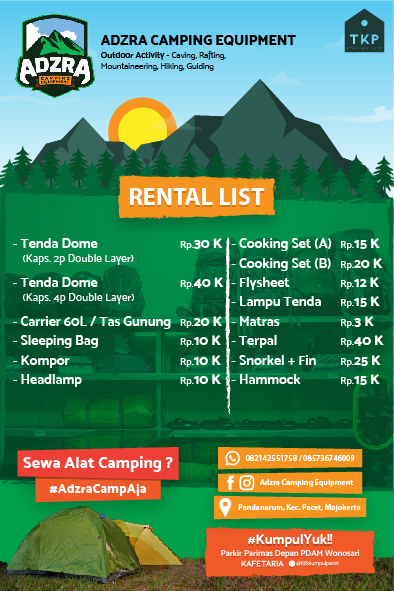 ADZRA
CAMPING
EQUIPMENT
ADZRA CAMPING EQUIPMENT
Outdoor Activity - Caving, Rafting,
Mountaineering, Hiking, Guiding
TKP
RENTAL LIST
- Tenda Dome Rp.30 K
(Kaps. 2p Double Layer)
- Tenda Dome Rp.40 K
(Kaps. 4p Double Layer)
- Carrier 60L / Tas Gunung Rp.20 K
- Sleeping Bag Rp.10 K
- Kompor Rp.10 K
- Headlamp Rp.10 K
- Cooking Set (A) Rp.15 K
- Cooking Set (B) Rp.20 K
- Flysheet Rp.12 K
- Lampu Tenda Rp.15 K
- Matras Rp.3 K
- Terpal Rp.40 K
- Snorkel + Fin Rp.25 K
- Hammock Rp.15 K
Sewa Alat Camping ?
#AdzraCampAja
082142551758 / 085736746009
Adzra Camping Equipment
Pandanarum, Kec. Pacet, Mojokerto
#KumpulYuk!!
Parkir Parimas Depan PDAM Wonosari
KAFETARIA